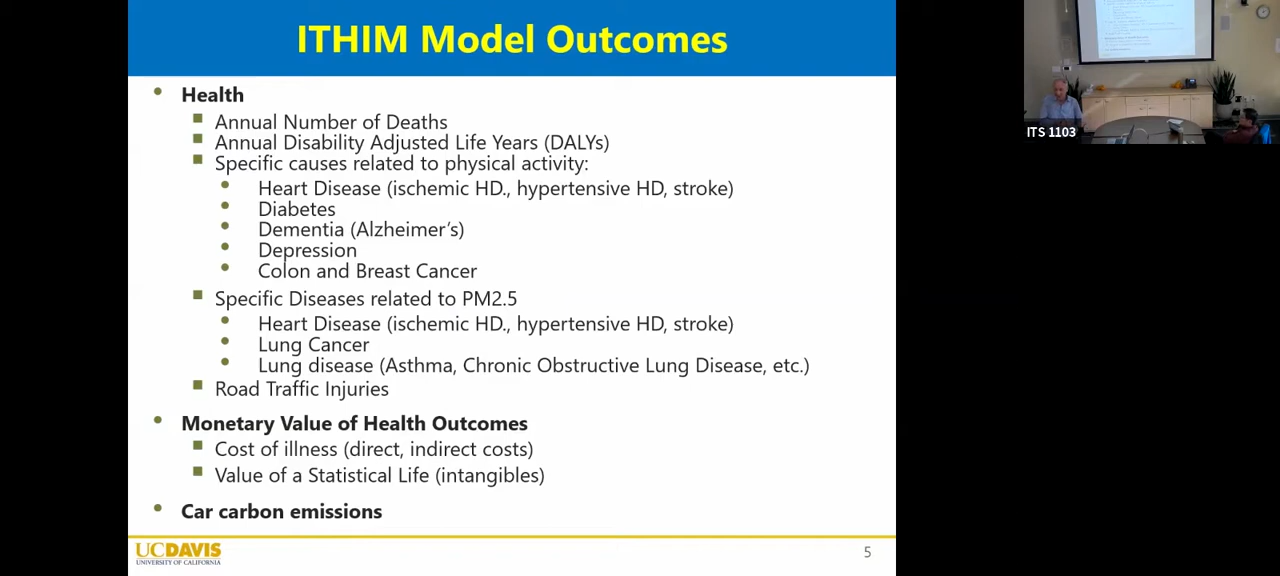 ITHIM Model Outcomes
Health
Annual Number of Deaths
Annual Disability Adjusted Life Years (DALYs)
Specific causes related to physical activity:
Heart Disease (ischemic HD., hypertensive HD, stroke)
Diabetes
Dementia (Alzheimer’s)
Depression
Colon and Breast Cancer
Specific Diseases related to PM2.5
Heart Disease (ischemic HD., hypertensive HD, stroke)
Lung Cancer
Lung disease (Asthma, Chronic Obstructive Lung Disease, etc.)
Road Traffic Injuries
Monetary Value of Health Outcomes
Cost of illness (direct, indirect costs)
Value of a Statistical Life (intangibles)
Car carbon emissions
UCDAVIS
UNIVERSITY OF CALIFORNIA
5
ITS 1103